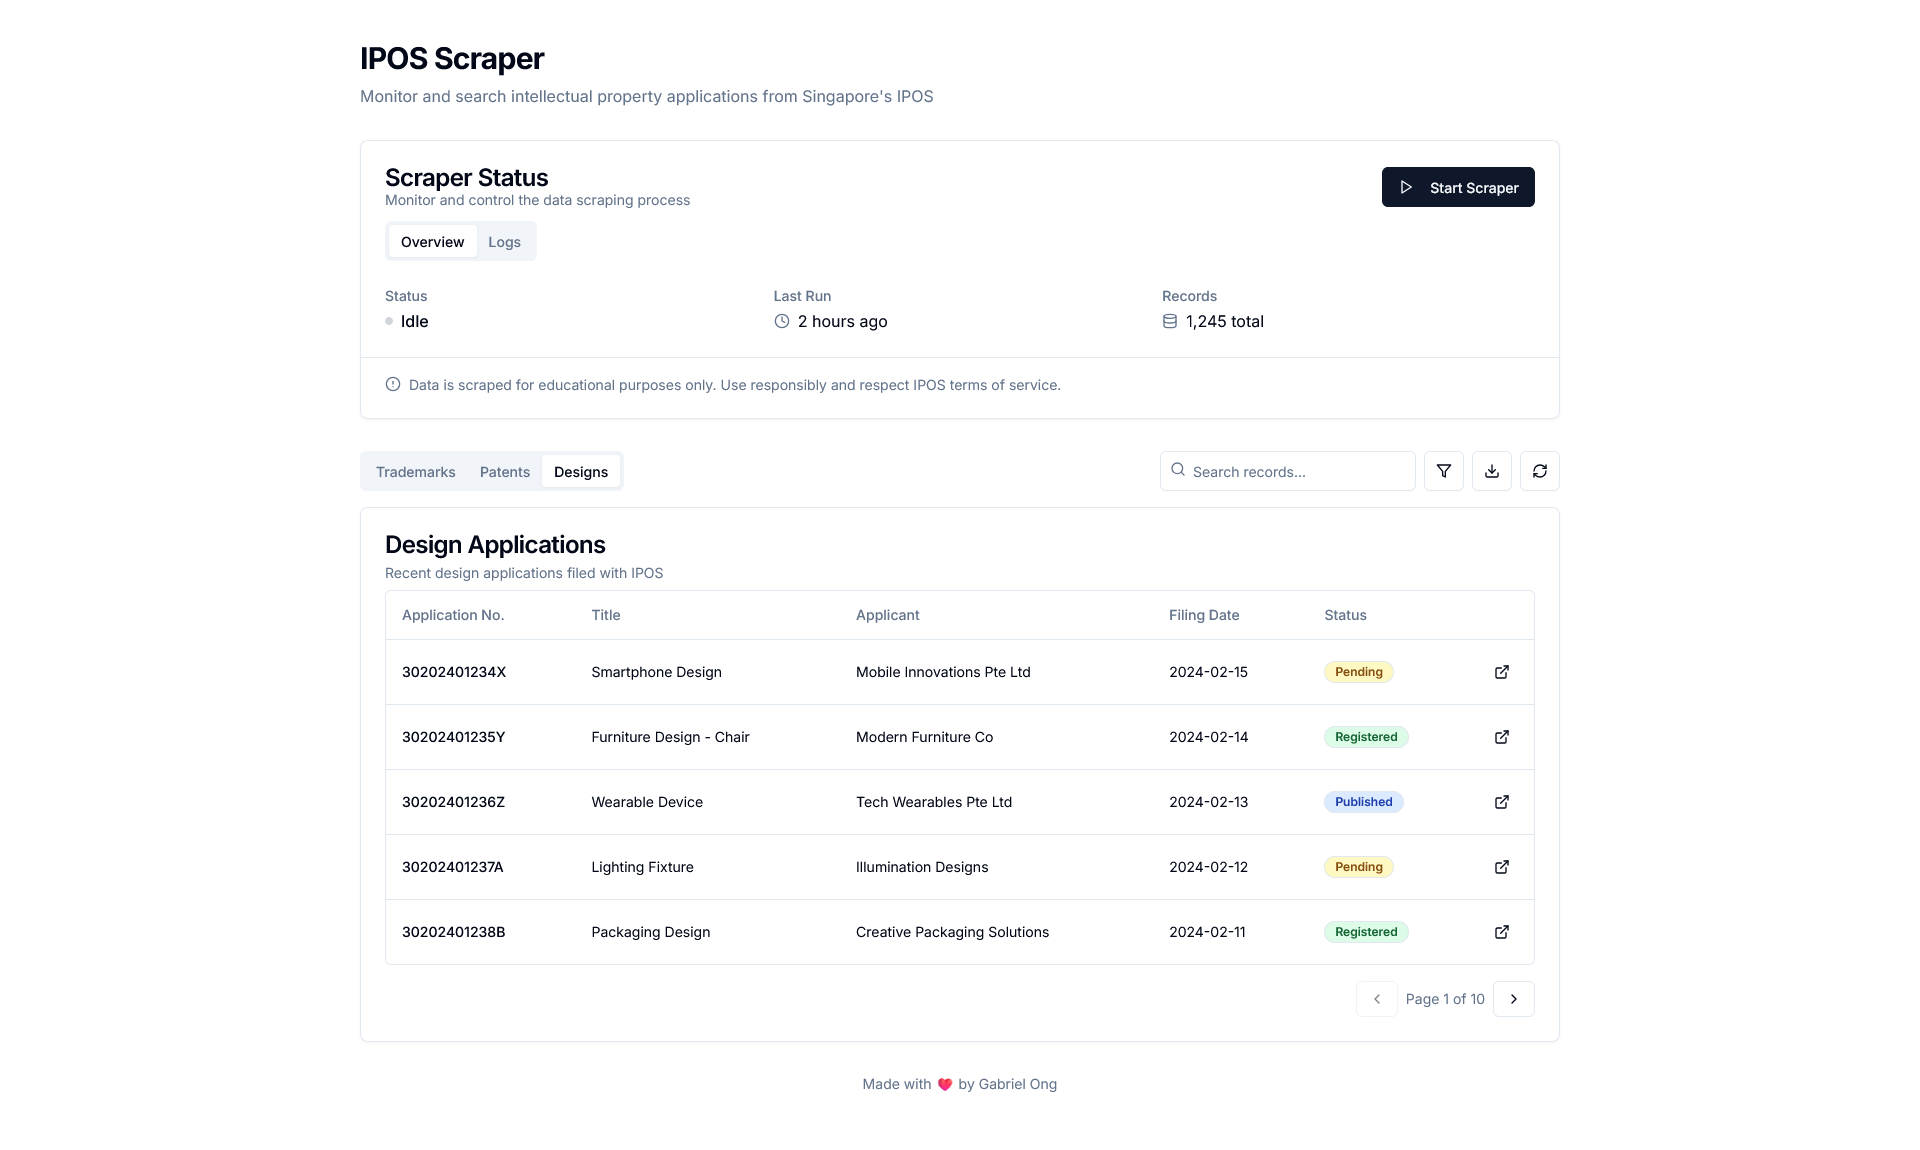 IPOS Scraper
Monitor and search intellectual property applications from Singapore's IPOS
Scraper Status
Monitor and control the data scraping process
Start Scraper
Overview Logs
Status Last Run Records
Idle 2 hours ago 1,245 total
Data is scraped for educational purposes only. Use responsibly and respect IPOS terms of service.
Trademarks Patents Designs Search records...
Design Applications
Recent design applications filed with IPOS
Application No. Title Applicant Filing Date Status
30202401234X Smartphone Design Mobile Innovations Pte Ltd 2024-02-15 Pending
30202401235Y Furniture Design - Chair Modern Furniture Co 2024-02-14 Registered
30202401236Z Wearable Device Tech Wearables Pte Ltd 2024-02-13 Published
30202401237A Lighting Fixture Illumination Designs 2024-02-12 Pending
30202401238B Packaging Design Creative Packaging Solutions 2024-02-11 Registered
Page 1 of 10
Made with ❤️ by Gabriel Ong